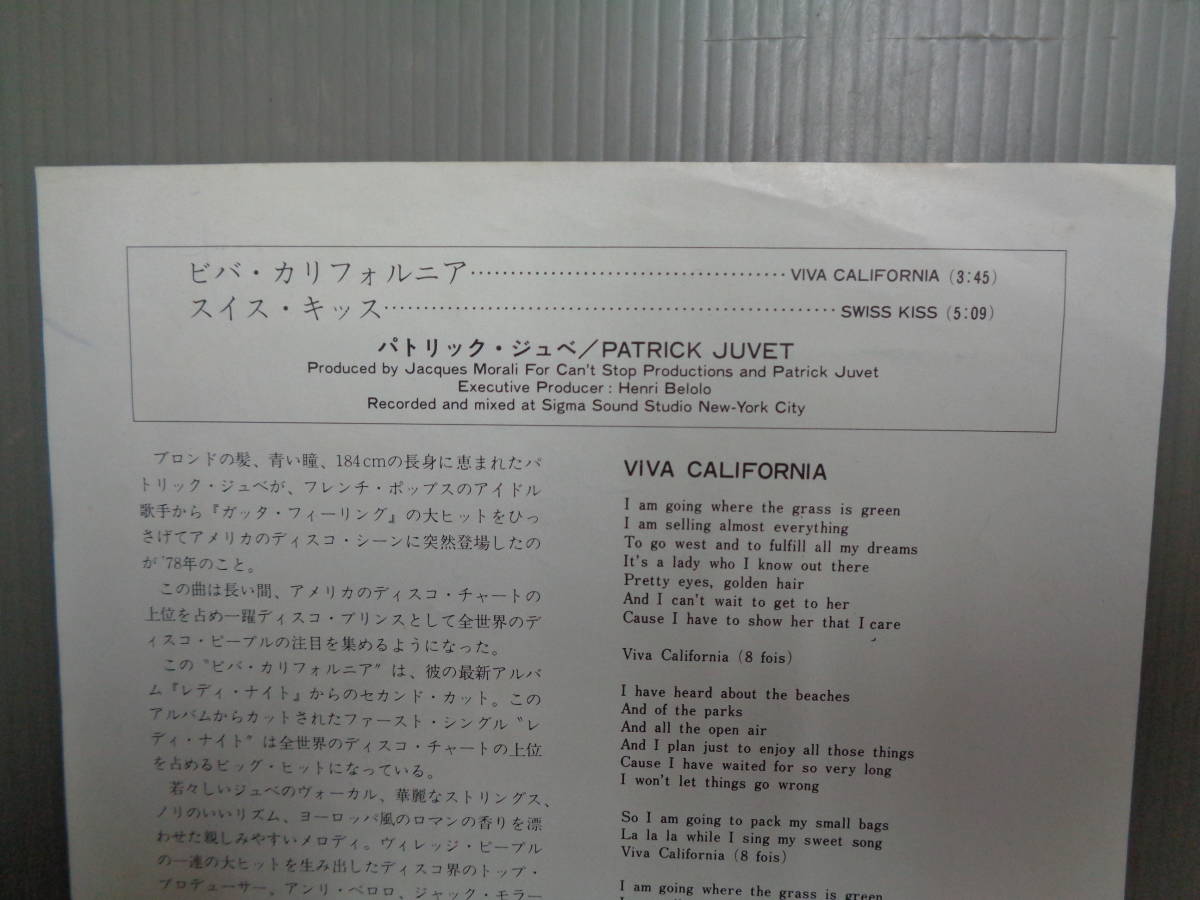 ビバ・カリフォルニア……………………………………VIVA CALIFORNIA (3:45)
スイス・キッス…………………………………………………SWISS KISS (5:09)
パトリック・ジュベ／PATRICK JUVET
Produced by Jacques Morali For Can't Stop Productions and Patrick Juvet
Executive Producer : Henri Belolo
Recorded and mixed at Sigma Sound Studio New-York City
ブロンドの髪、青い瞳、184cmの長身に恵まれたパ
トリック・ジュベが、フレンチ・ポップスのアイドル
歌手から『ガッタ・フィーリング』の大ヒットをひっ
さげてアメリカのディスコ・シーンに突然登場したの
が'78年のこと。
この曲は長い間、アメリカのディスコ・チャートの
上位を占め一躍ディスコ・プリンスとして全世界のデ
ィスコ・ピープルの注目を集めるようになった。
この〝ビバ・カリフォルニア〟は、彼の最新アルバ
ム『レディ・ナイト』からのセカンド・カット。この
アルバムからカットされたファースト・シングル〝レ
ディ・ナイト〟は全世界のディスコ・チャートの上位
を占めるビッグ・ヒットになっている。
若々しいジュベのヴォーカル、華麗なストリングス、
ノリのいいリズム、ヨーロッパ風のロマンの香りを漂
わせた親しみやすいメロディ。ヴィレッジ・ピープル
の一連の大ヒットを生み出したディスコ界のトップ・
プロデューサー、アンリ・ベロロ、ジャック・モラー
VIVA CALIFORNIA
I am going where the grass is green
I am selling almost everything
To go west and to fulfill all my dreams
It's a lady who I know out there
Pretty eyes, golden hair
And I can't wait to get to her
Cause I have to show her that I care
Viva California (8 fois)
I have heard about the beaches
And of the parks
And all the open air
And I plan just to enjoy all those things
Cause I have waited for so very long
I won't let things go wrong
So I am going to pack my small bags
La la la while I sing my sweet song
Viva California (8 fois)
I am going where the grass is green